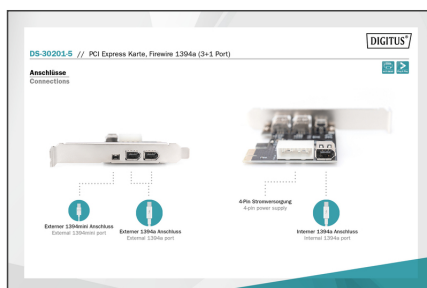 DIGITUS®
DS-30201-5 // PCI Express Karte, Firewire 1394a (3+1 Port)
Anschlüsse
Connections
4-Pin Stromversorgung
4-pin power supply
Externer 1394mini Anschluss
External 1394mini port
Externer 1394a Anschluss
External 1394a port
Interner 1394a Anschluss
Internal 1394a port